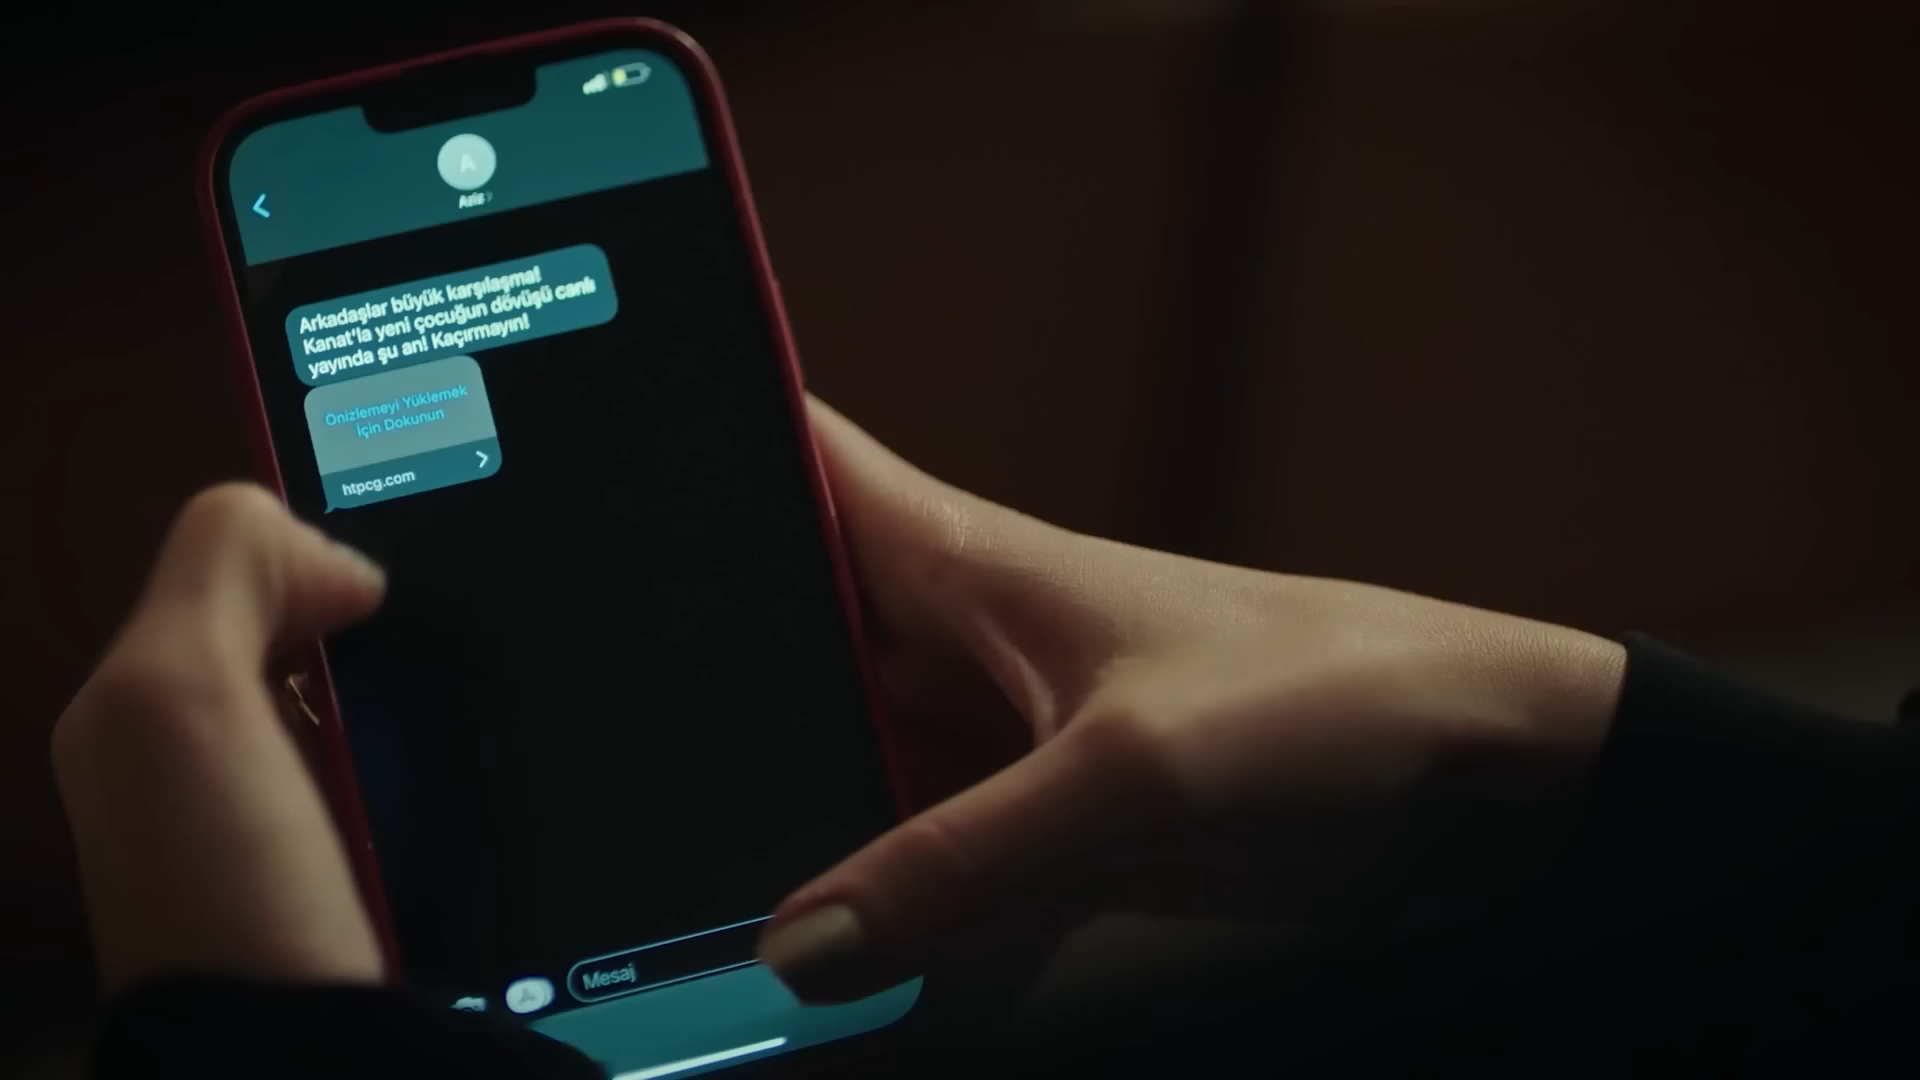 A
Aziz
Arkadaşlar büyük karşılaşma!
Kanat'la yeni çocuğun dövüşü canlı
yayında şu an! Kaçırmayın!
Önizlemeyi Yüklemek
İçin Dokunun
htpcg.com
Mesaj